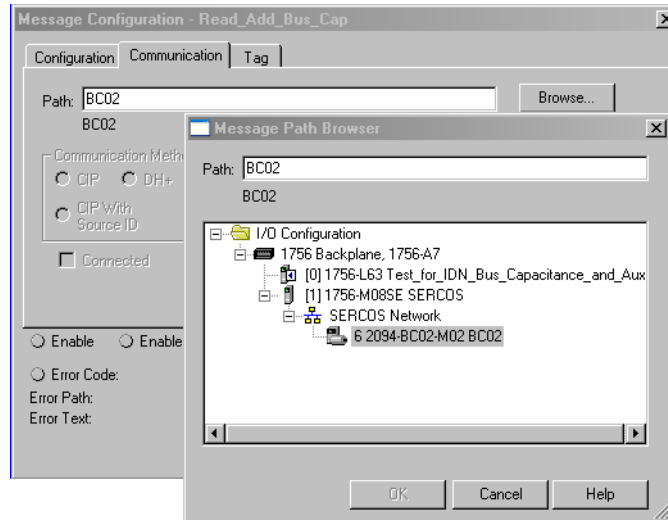 Message Configuration - Read_Add_Bus_Cap
Configuration Communication Tag
Path: BC02 Browse...
BC02
Message Path Browser
Path: BC02
BC02
Communication Meth
CIP DH+
CIP With
Source ID
Connected
I/O Configuration
1756 Backplane, 1756-A7
[0] 1756-L63 Test_for_IDN_Bus_Capacitance_and_Aux
[1] 1756-M08SE SERCOS
SERCOS Network
6 2094-BC02-M02 BC02
Enable Enable
Error Code:
Error Path:
Error Text:
OK Cancel Help